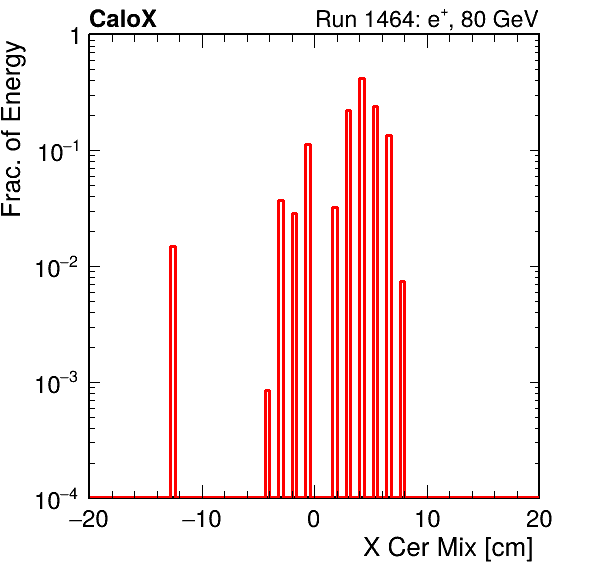 CaloX Run 1464: e⁺, 80 GeV
Frac. of Energy
1
10⁻¹
10⁻²
10⁻³
10⁻⁴
−20 −10 0 10 20
X Cer Mix [cm]